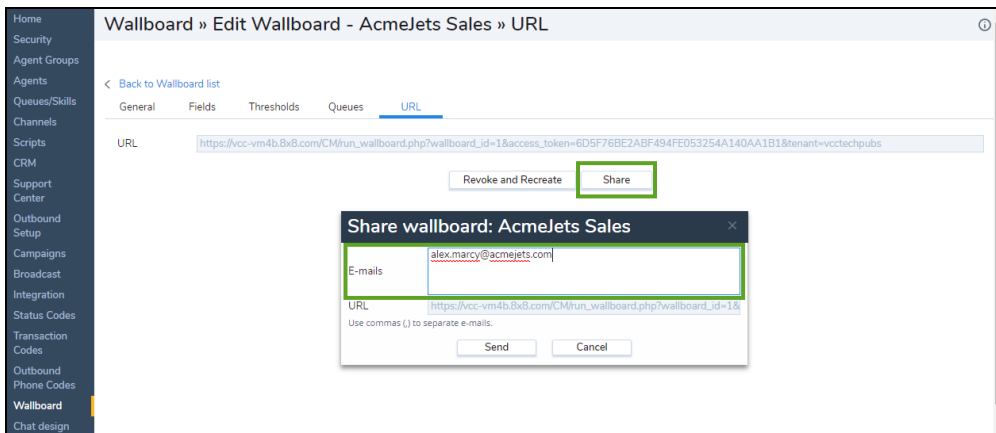 Home
Security
Agent Groups
Agents
Queues/Skills
Channels
Scripts
CRM
Support
Center
Outbound
Setup
Campaigns
Broadcast
Integration
Status Codes
Transaction
Codes
Outbound
Phone Codes
Wallboard
Chat design
Wallboard » Edit Wallboard - AcmeJets Sales » URL
< Back to Wallboard list
General Fields Thresholds Queues URL
URL https://vcc-vm4b.8x8.com/CM/run_wallboard.php?wallboard_id=1&access_token=6D5F76BE2ABF494FE053254A140AA1B1&tenant=vcctechpubs
Revoke and Recreate Share
Share wallboard: AcmeJets Sales ×
E-mails alex.marcy@acmejets.com
URL https://vcc-vm4b.8x8.com/CM/run_wallboard.php?wallboard_id=1&
Use commas (,) to separate e-mails.
Send Cancel